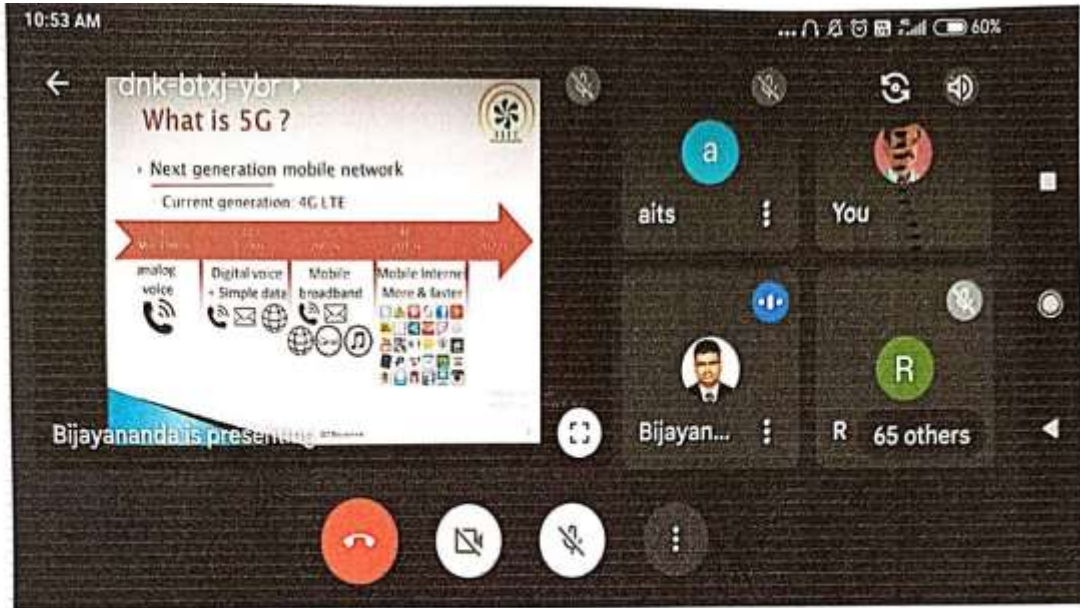 10:53 AM
60%
dnk-btxj-ybr
What is 5G ?
Next generation mobile network
Current generation: 4G LTE
analog
voice
Digital voice
+ Simple data
Mobile
broadband
Mobile Internet
More & faster
Bijayananda is presenting
a
aits
You
Bijayan...
R
R
65 others